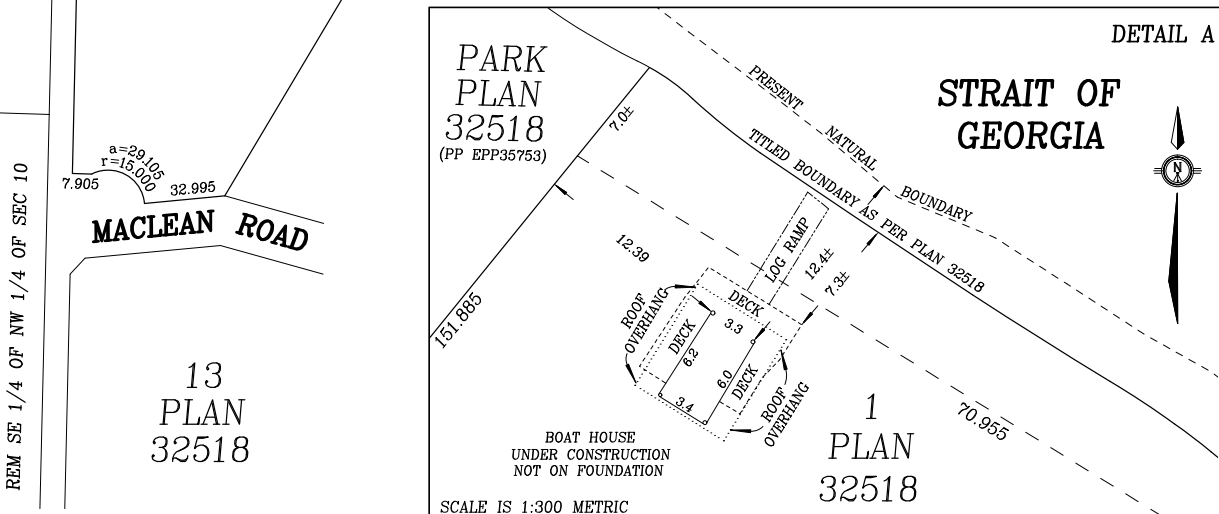 a=29.105
r=15.000
7.905
32.995
MACLEAN ROAD
REM SE 1/4 OF NW 1/4 OF SEC 10
13
PLAN
32518
DETAIL A
PARK
PLAN
32518
(PP EPP35753)
STRAIT OF
GEORGIA
N
PRESENT NATURAL BOUNDARY
TITLED BOUNDARY AS PER PLAN 32518
7.0±
151.885
12.39
LOG RAMP
12.4±
7.3±
ROOF
OVERHANG
DECK
DECK
3.3
6.2
6.0
DECK
3.4
ROOF
OVERHANG
BOAT HOUSE
UNDER CONSTRUCTION
NOT ON FOUNDATION
1
PLAN
32518
70.955
SCALE IS 1:300 METRIC